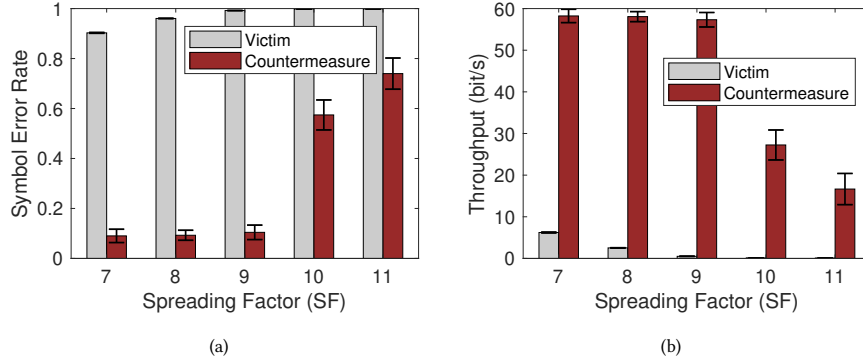 1
0.8
0.6
0.4
0.2
0
Symbol Error Rate
Victim
Countermeasure
7 8 9 10 11
Spreading Factor (SF)
(a)
60
50
40
30
20
10
0
Throughput (bit/s)
Victim
Countermeasure
7 8 9 10 11
Spreading Factor (SF)
(b)